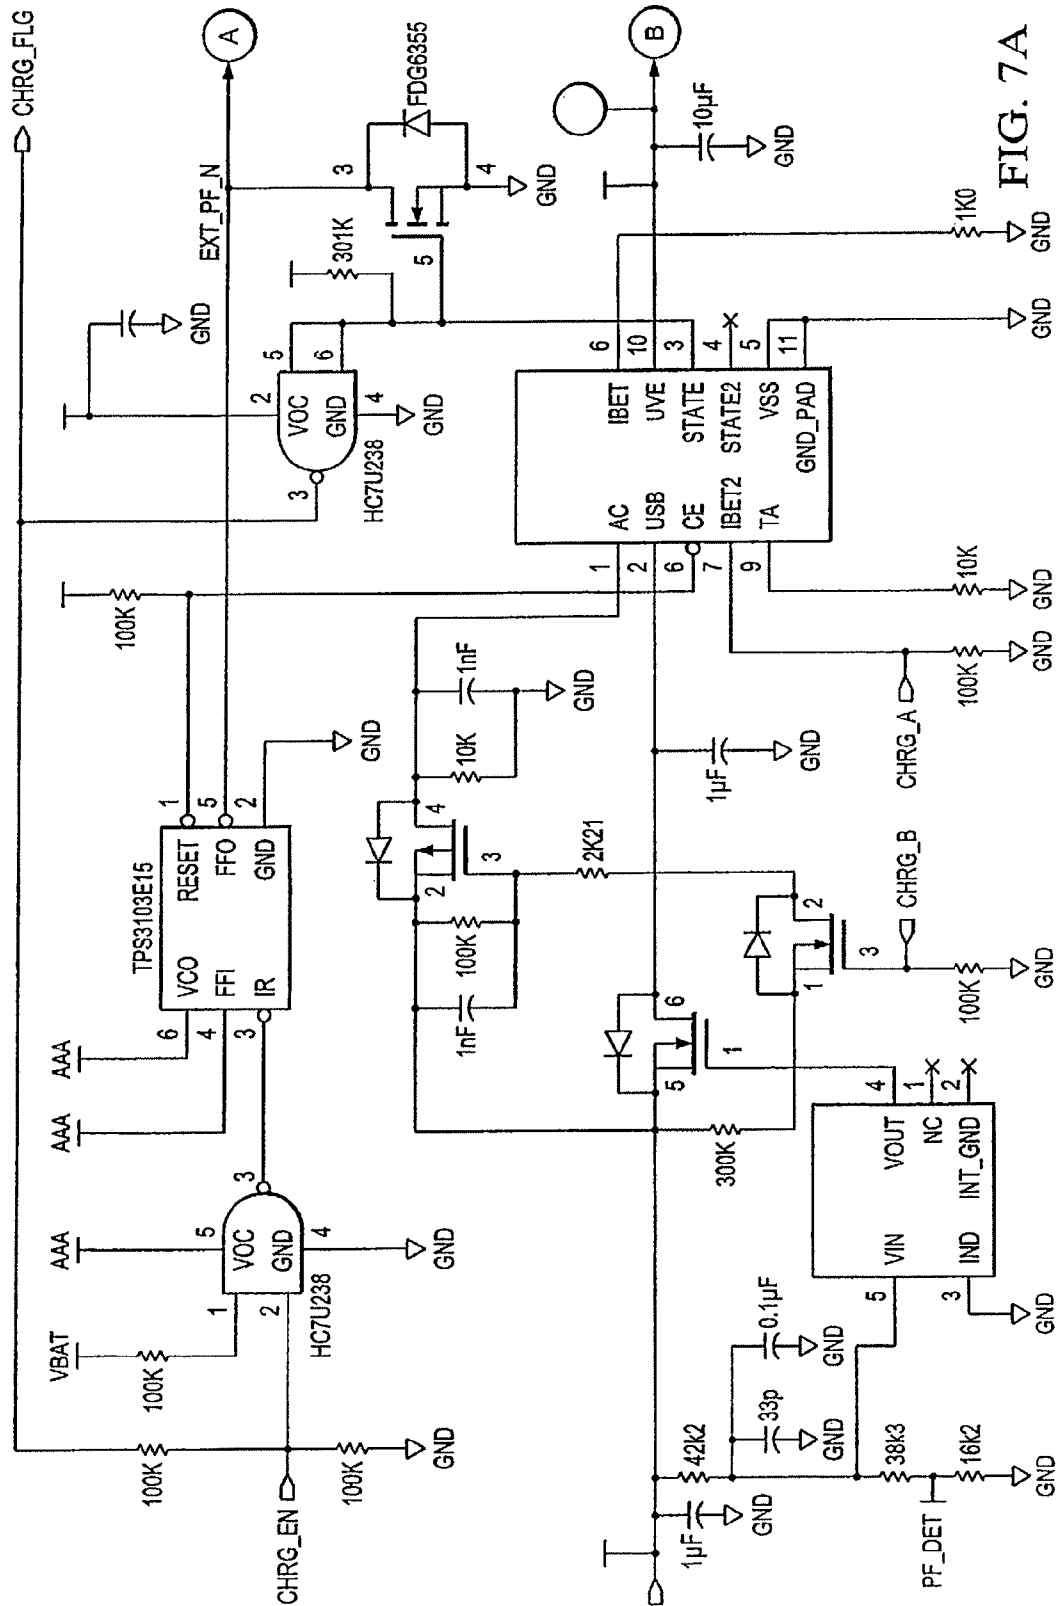 CHRG_FLG
A
EXT_PF_N
3
FDG6355
4
GND
5
301K
GND
5
6
2
VOC
GND
4
GND
3
HC7U238
100K
TPS3103E15
VCO
FFI
IR
RESET
FFO
GND
1
5
2
GND
6
4
3
AAA
AAA
AAA
5
VOC
GND
4
GND
3
HC7U238
1
2
VBAT
100K
100K
100K
GND
CHRG_EN
B
10µF
GND
1K0
GND
GND
6
10
3
4
5
11
IBET
UVE
STATE
STATE2
VSS
GND_PAD
AC
USB
CE
IBET2
TA
1
2
6
7
9
10K
GND
100K
GND
CHRG_A
1nF
GND
10K
4
2
3
100K
1nF
2K21
1µF
GND
2
1
3
CHRG_B
100K
GND
6
5
1
300K
4
1
2
VOUT
NC
INT_GND
VIN
IND
5
3
GND
0.1µF
GND
33p
GND
42k2
38k3
16k2
GND
PF_DET
1µF
GND
FIG. 7A